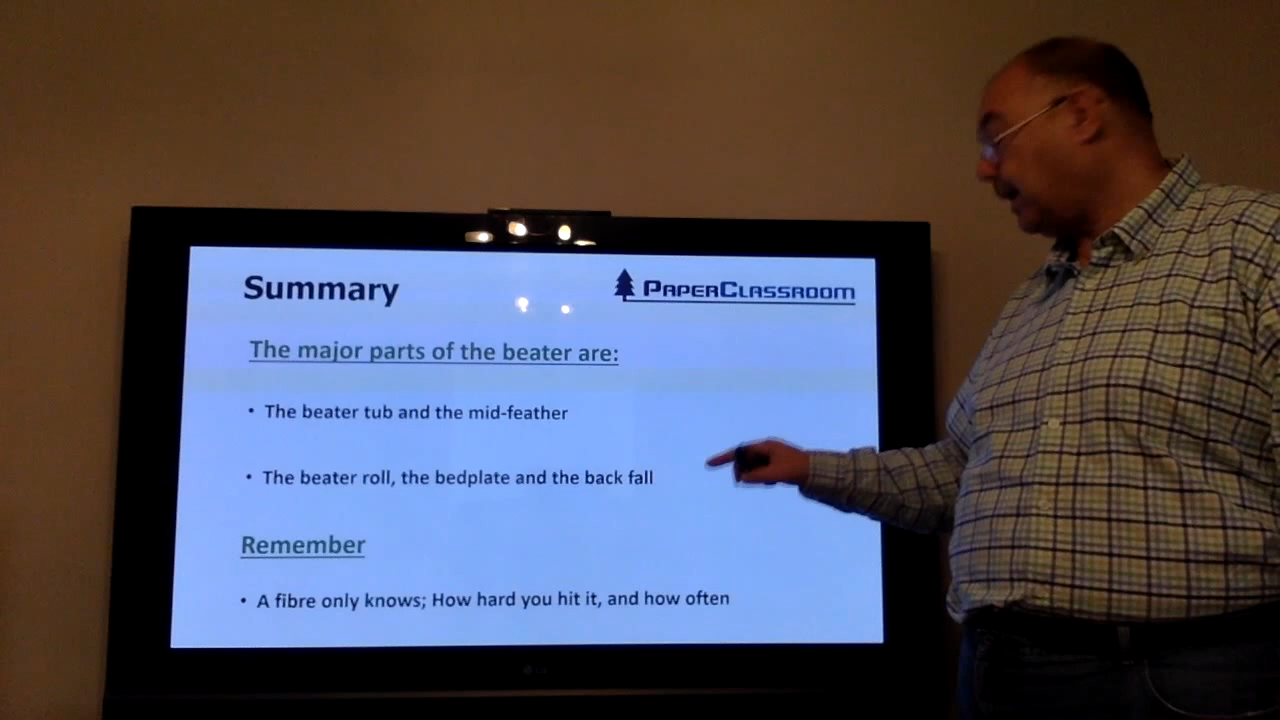 Summary
PaperClassroom
The major parts of the beater are:
• The beater tub and the mid-feather
• The beater roll, the bedplate and the back fall
Remember
• A fibre only knows; How hard you hit it, and how often
LG